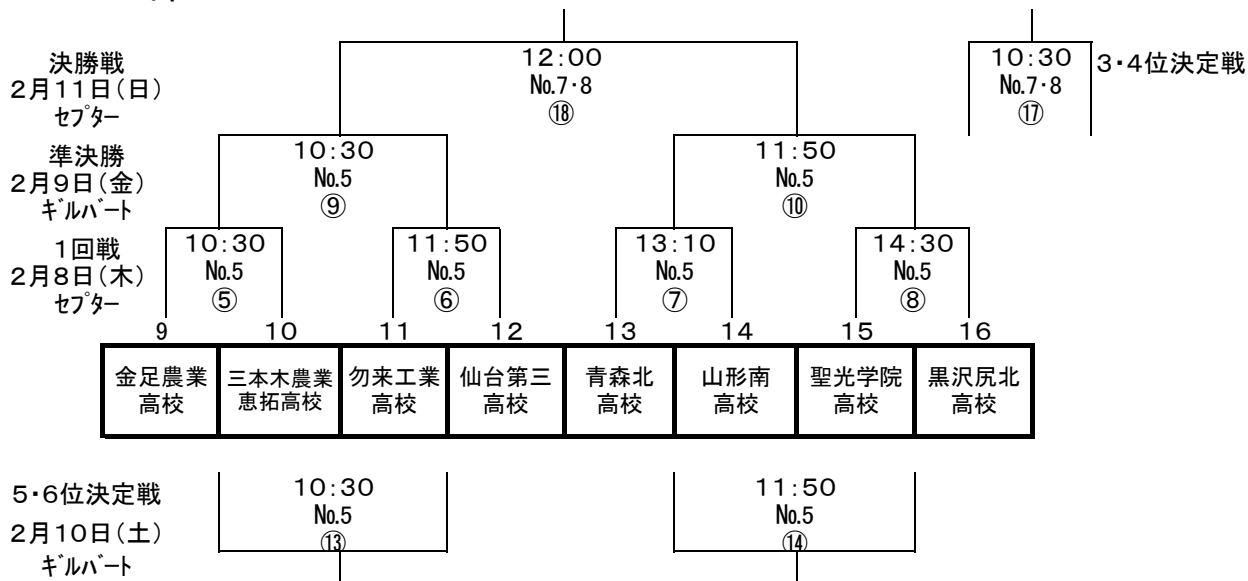 決勝戦
2月11日(日)
ｾﾌﾟﾀｰ
12:00
No.7・8
⑱
10:30
No.7・8
⑰
3・4位決定戦
準決勝
2月9日(金)
ｷﾞﾙﾊﾞｰﾄ
10:30
No.5
⑨
11:50
No.5
⑩
1回戦
2月8日(木)
ｾﾌﾟﾀｰ
10:30
No.5
⑤
11:50
No.5
⑥
13:10
No.5
⑦
14:30
No.5
⑧
9 10 11 12 13 14 15 16
金足農業
高校
三本木農業
恵拓高校
勿来工業
高校
仙台第三
高校
青森北
高校
山形南
高校
聖光学院
高校
黒沢尻北
高校
5・6位決定戦
2月10日(土)
ｷﾞﾙﾊﾞｰﾄ
10:30
No.5
⑬
11:50
No.5
⑭